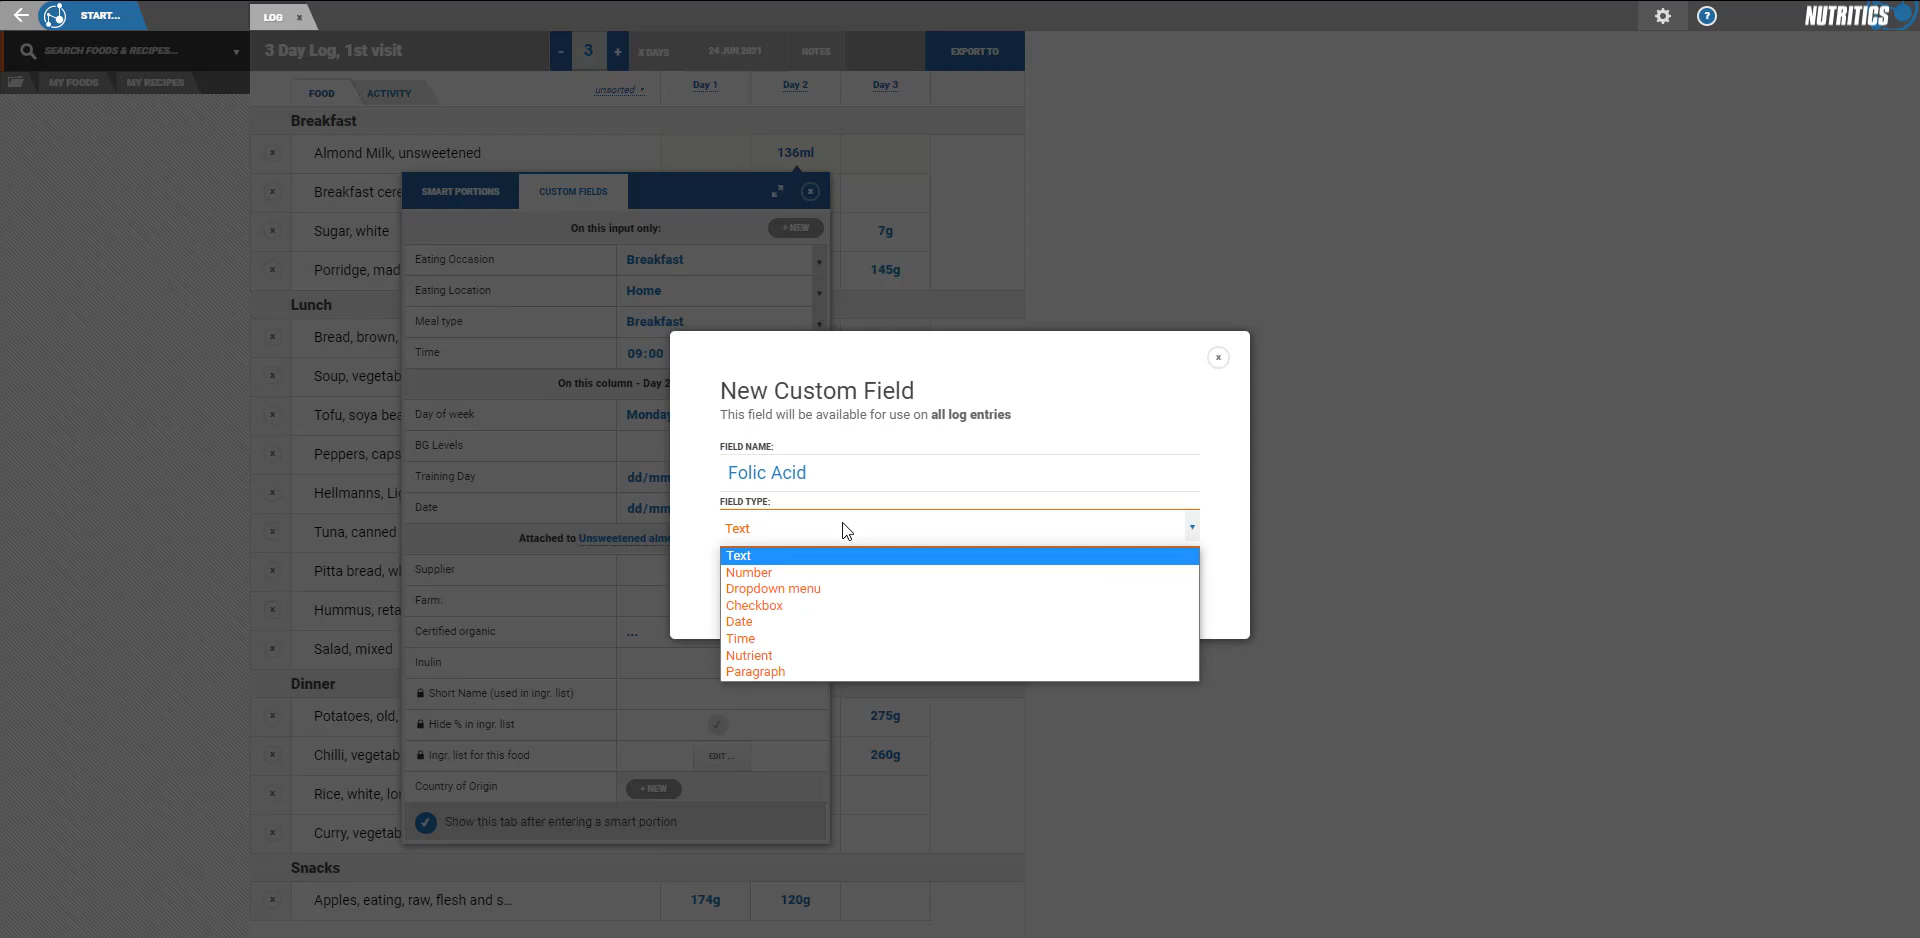 START...
LOG x
?
NUTRITICS
SEARCH FOODS & RECIPES...
3 Day Log, 1st visit
- 3 + X DAYS
24 JUN 2021
NOTES
EXPORT TO
MY FOODS
MY RECIPES
FOOD
ACTIVITY
unsorted
Day 1
Day 2
Day 3
Breakfast
x Almond Milk, unsweetened 136ml
x Breakfast cere
x Sugar, white 7g
x Porridge, mad 145g
Lunch
x Bread, brown,
x Soup, vegetab
x Tofu, soya bea
x Peppers, caps
x Hellmanns, Li
x Tuna, canned
x Pitta bread, wh
x Hummus, reta
x Salad, mixed
Dinner
x Potatoes, old, 275g
x Chilli, vegetab 260g
x Rice, white, lo
x Curry, vegetab
Snacks
x Apples, eating, raw, flesh and s... 174g 120g
SMART PORTIONS
CUSTOM FIELDS
x
On this input only:
+ NEW
Eating Occasion Breakfast
Eating Location Home
Meal type Breakfast
Time 09:00
On this column - Day 2
Day of week Monday
BG Levels
Training Day dd/mm
Date dd/mm
Attached to Unsweetened almo
Supplier
Farm:
Certified organic ...
Inulin
Short Name (used in ingr. list)
Hide % in ingr. list
Ingr. list for this food EDIT ...
Country of Origin + NEW
Show this tab after entering a smart portion
x
New Custom Field
This field will be available for use on all log entries
FIELD NAME:
Folic Acid
FIELD TYPE:
Text
Text
Number
Dropdown menu
Checkbox
Date
Time
Nutrient
Paragraph